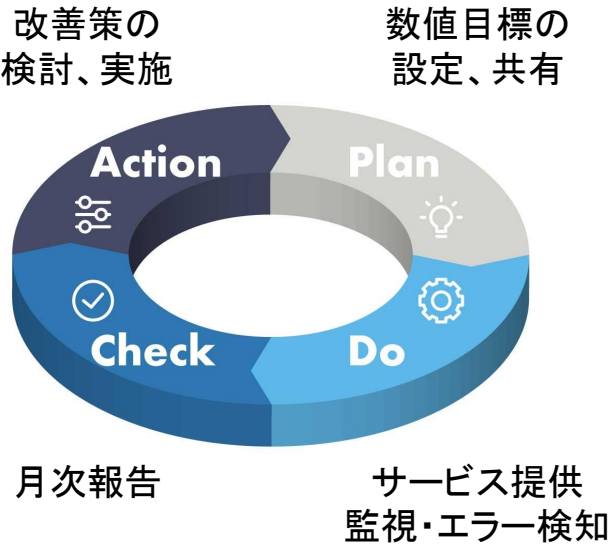 改善策の
検討、実施
数値目標の
設定、共有
Action
Plan
Check
Do
月次報告
サービス提供
監視・エラー検知